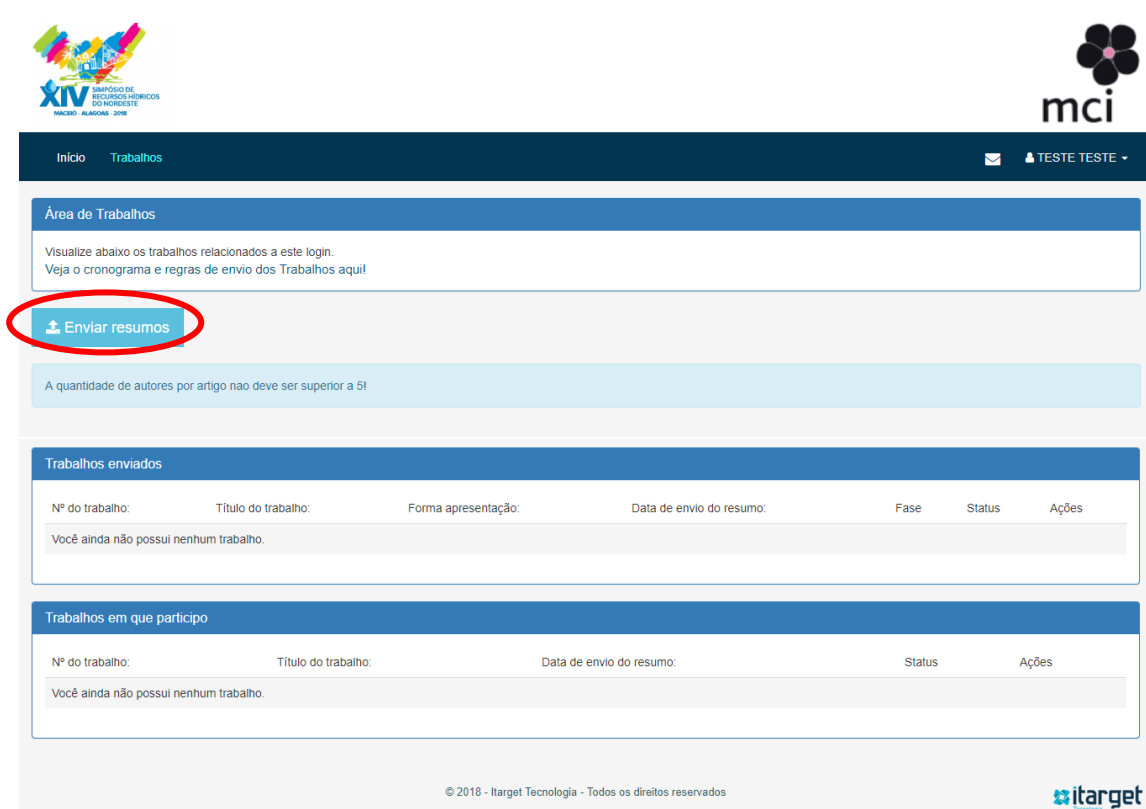 XIV SIMPÓSIO DE
RECURSOS HÍDRICOS
DO NORDESTE
MACEIÓ - ALAGOAS - 2018
mci
Início Trabalhos TESTE TESTE
Área de Trabalhos
Visualize abaixo os trabalhos relacionados a este login.
Veja o cronograma e regras de envio dos Trabalhos aqui!
Enviar resumos
A quantidade de autores por artigo nao deve ser superior a 5!
Trabalhos enviados
Nº do trabalho: Título do trabalho: Forma apresentação: Data de envio do resumo: Fase Status Ações
Você ainda não possui nenhum trabalho.
Trabalhos em que participo
Nº do trabalho: Título do trabalho: Data de envio do resumo: Status Ações
Você ainda não possui nenhum trabalho.
© 2018 - Itarget Tecnologia - Todos os direitos reservados
itarget